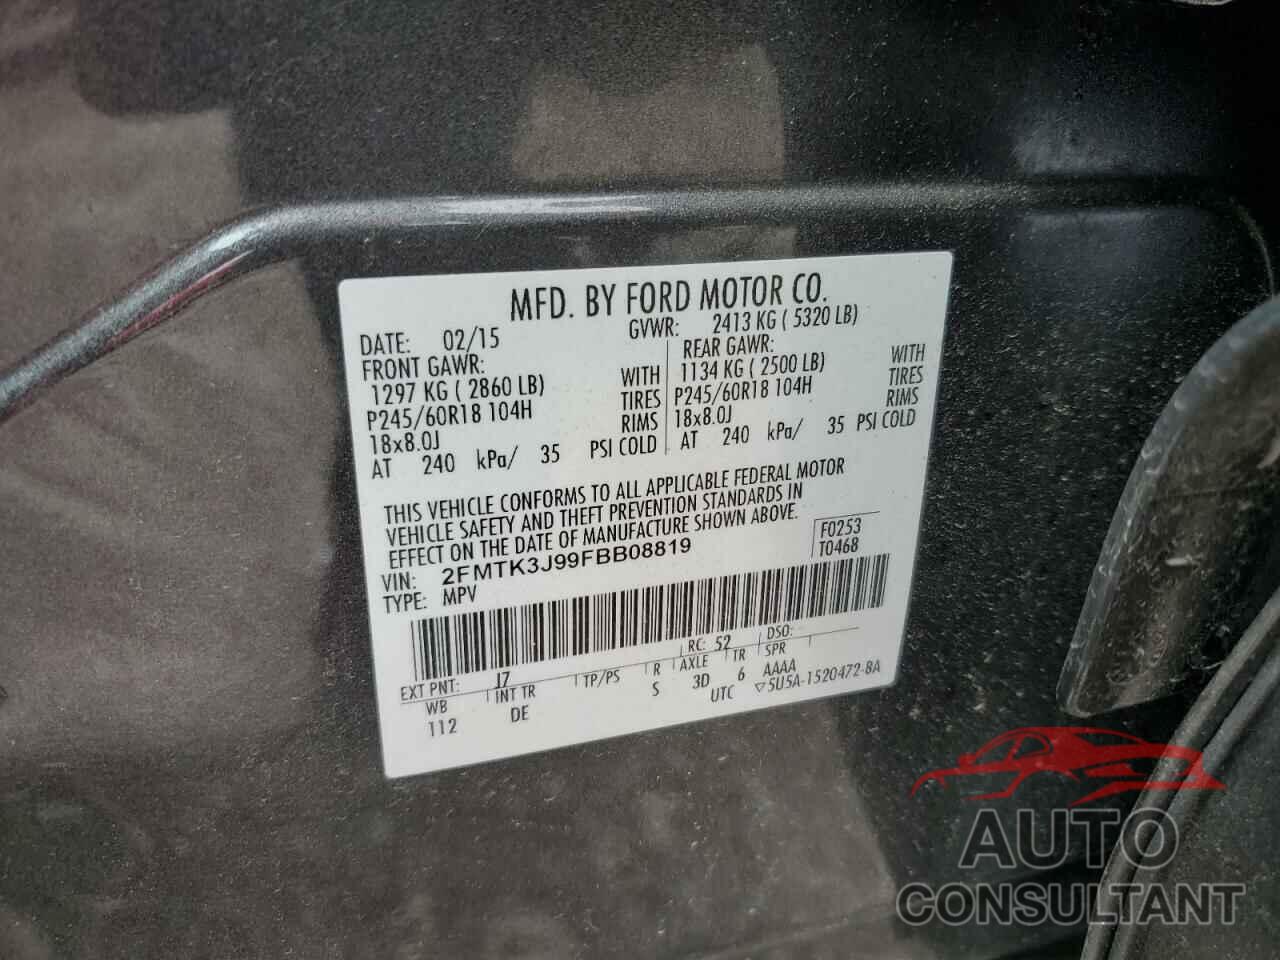 MFD. BY FORD MOTOR CO.
DATE: 02/15 GVWR: 2413 KG ( 5320 LB)
FRONT GAWR: REAR GAWR:
1297 KG ( 2860 LB) WITH 1134 KG ( 2500 LB) WITH
P245/60R18 104H TIRES P245/60R18 104H TIRES
18x8.0J RIMS 18x8.0J RIMS
AT 240 kPa/ 35 PSI COLD AT 240 kPa/ 35 PSI COLD
THIS VEHICLE CONFORMS TO ALL APPLICABLE FEDERAL MOTOR
VEHICLE SAFETY AND THEFT PREVENTION STANDARDS IN
EFFECT ON THE DATE OF MANUFACTURE SHOWN ABOVE.
F0253
VIN: 2FMTK3J99FBB08819 T0468
TYPE: MPV
RC: 52 DSO:
EXT PNT: J7
WB INT TR TP/PS R AXLE TR SPR
112 DE S 3D 6 AAAA
UTC ▽5U5A-1520472-8A
AUTO
CONSULTANT